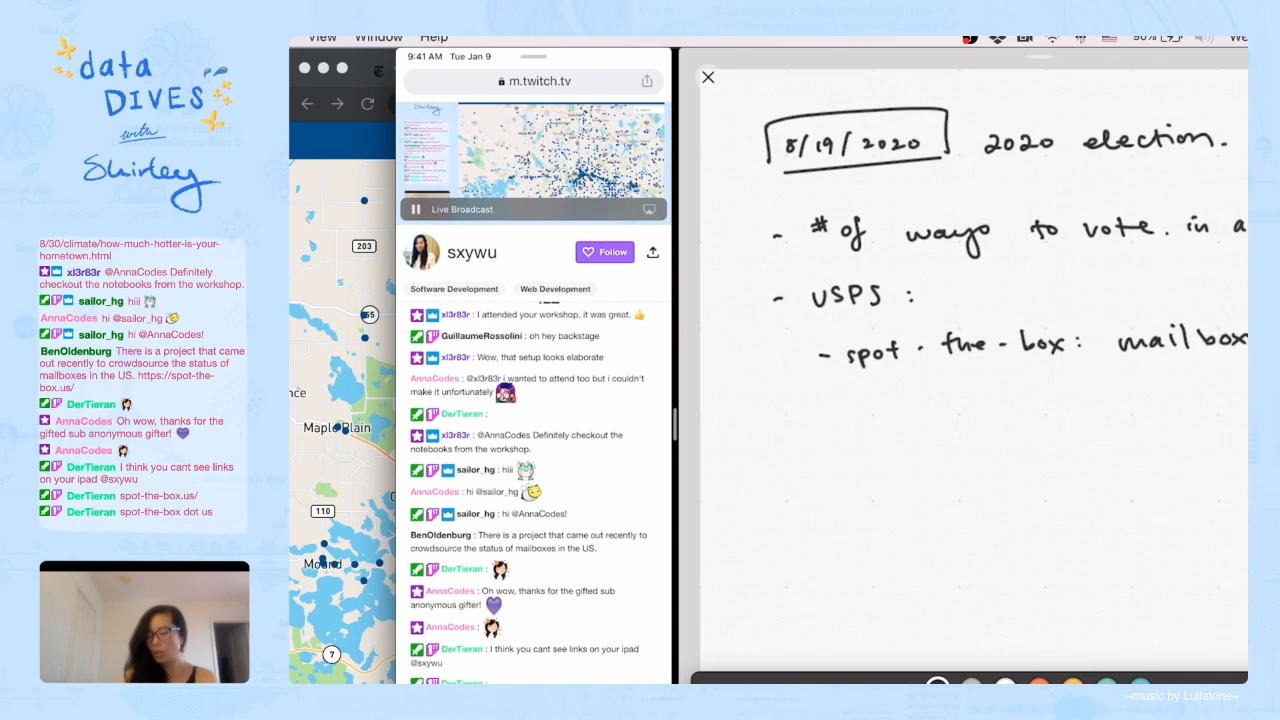 data
DIVES
with
Shirley
8/30/climate/how-much-hotter-is-your-
hometown.html
xl3r83r @AnnaCodes Definitely
checkout the notebooks from the workshop.
sailor_hg hiii
AnnaCodes hi @sailor_hg
sailor_hg hi @AnnaCodes!
BenOldenburg There is a project that came
out recently to crowdsource the status of
mailboxes in the US. https://spot-the-
box.us/
DerTieran
AnnaCodes Oh wow, thanks for the
gifted sub anonymous gifter!
AnnaCodes
DerTieran I think you cant see links
on your ipad @sxywu
DerTieran spot-the-box.us/
DerTieran spot-the-box dot us
View Window Help
90%
We
203
55
Maple Plain
110
Mound
7
9:41 AM Tue Jan 9
m.twitch.tv
Live Broadcast
sxywu
Follow
Software Development Web Development
xl3r83r : I attended your workshop, it was great.
GuillaumeRossolini : oh hey backstage
xl3r83r : Wow, that setup looks elaborate
AnnaCodes : @xl3r83r i wanted to attend too but i couldn't
make it unfortunately
DerTieran :
xl3r83r : @AnnaCodes Definitely checkout the
notebooks from the workshop.
sailor_hg : hiii
AnnaCodes : hi @sailor_hg
sailor_hg : hi @AnnaCodes!
BenOldenburg : There is a project that came out recently to
crowdsource the status of mailboxes in the US.
DerTieran :
AnnaCodes : Oh wow, thanks for the gifted sub
anonymous gifter!
AnnaCodes :
DerTieran : I think you cant see links on your ipad
@sxywu
DerTieran :
8/19/2020 2020 election.
- # of ways to vote. in a
- USPS :
- spot-the-box: mailbox
~music by Lullatone~